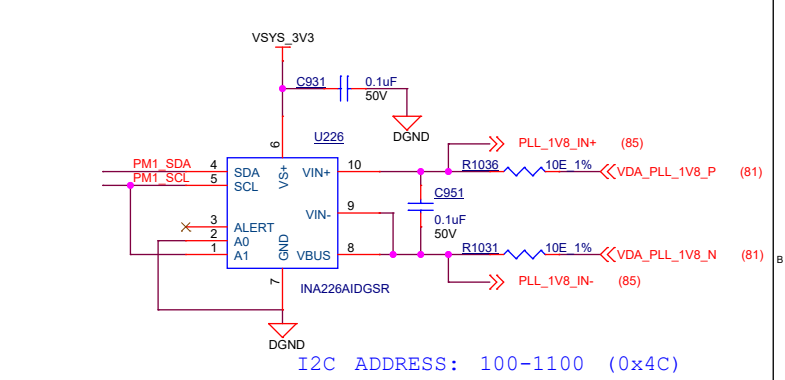 VSYS_3V3
C931
0.1uF
50V
DGND
U226
6
PLL_1V8_IN+ (85)
PM1_SDA
4
SDA
VS+
VIN+
10
R1036
10E_1%
VDA_PLL_1V8_P (81)
PM1_SCL
5
SCL
C951
0.1uF
50V
VIN-
9
3
ALERT
2
A0
1
A1
GND
VBUS
8
R1031
10E_1%
VDA_PLL_1V8_N (81)
B
7
INA226AIDGSR
PLL_1V8_IN- (85)
DGND
I2C ADDRESS: 100-1100 (0x4C)